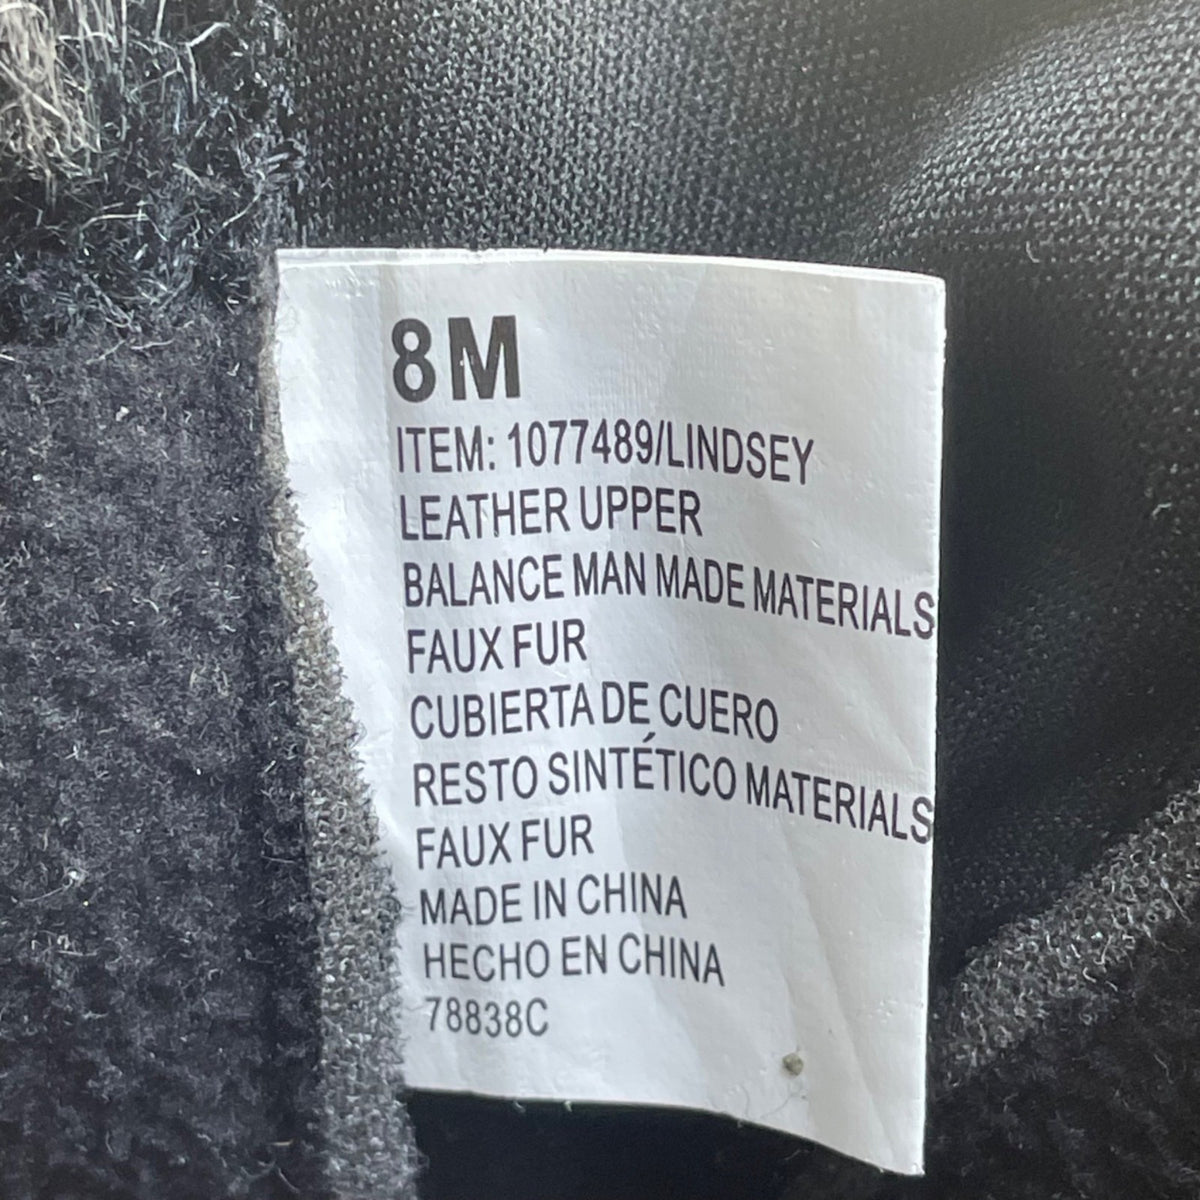 8 M
ITEM: 1077489/LINDSEY
LEATHER UPPER
BALANCE MAN MADE MATERIALS
FAUX FUR
CUBIERTA DE CUERO
RESTO SINTÉTICO MATERIALS
FAUX FUR
MADE IN CHINA
HECHO EN CHINA
78838C